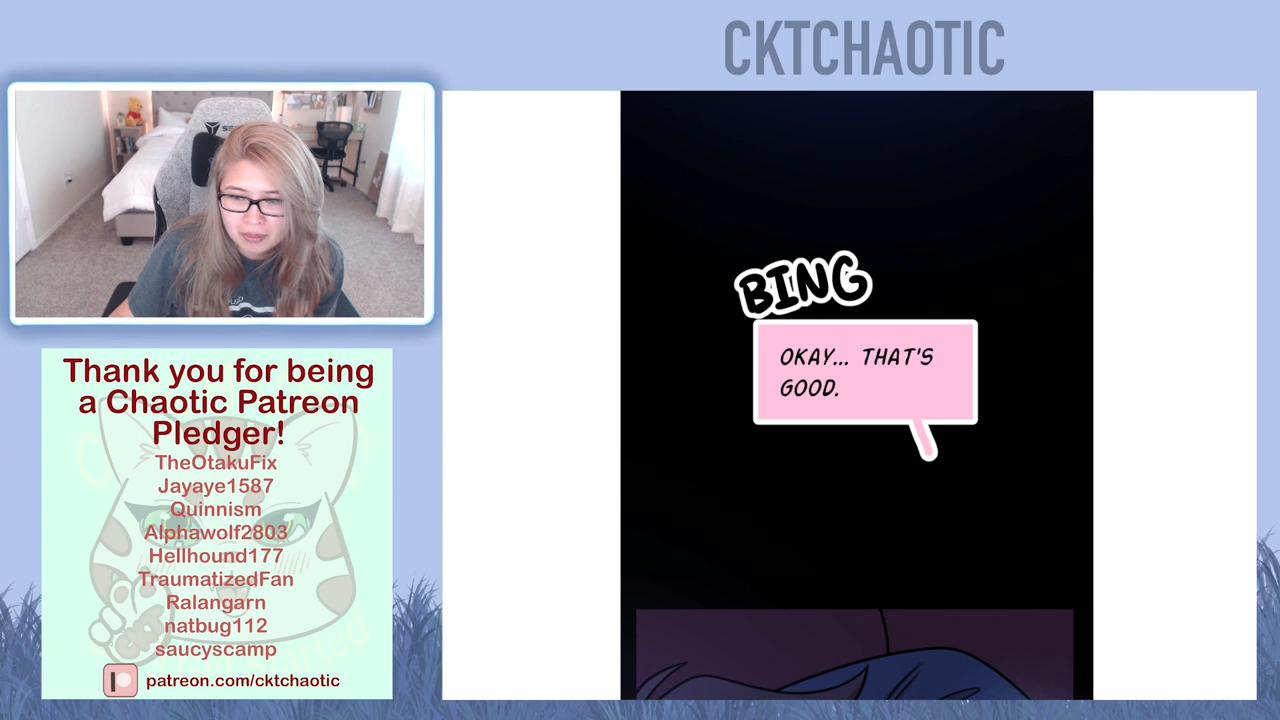 CKTCHAOTIC
BING
OKAY... THAT'S
GOOD.
Thank you for being
a Chaotic Patreon
Pledger!
TheOtakuFix
Jayaye1587
Quinnism
Alphawolf2803
Hellhound177
TraumatizedFan
Ralangarn
natbug112
saucyscamp
patreon.com/cktchaotic